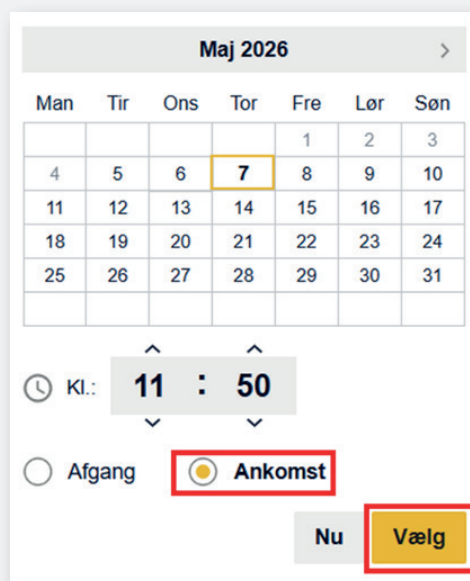 Maj 2026 >
Man Tir Ons Tor Fre Lør Søn
1 2 3
4 5 6 7 8 9 10
11 12 13 14 15 16 17
18 19 20 21 22 23 24
25 26 27 28 29 30 31
Kl.: 11 : 50
Afgang Ankomst
Nu Vælg